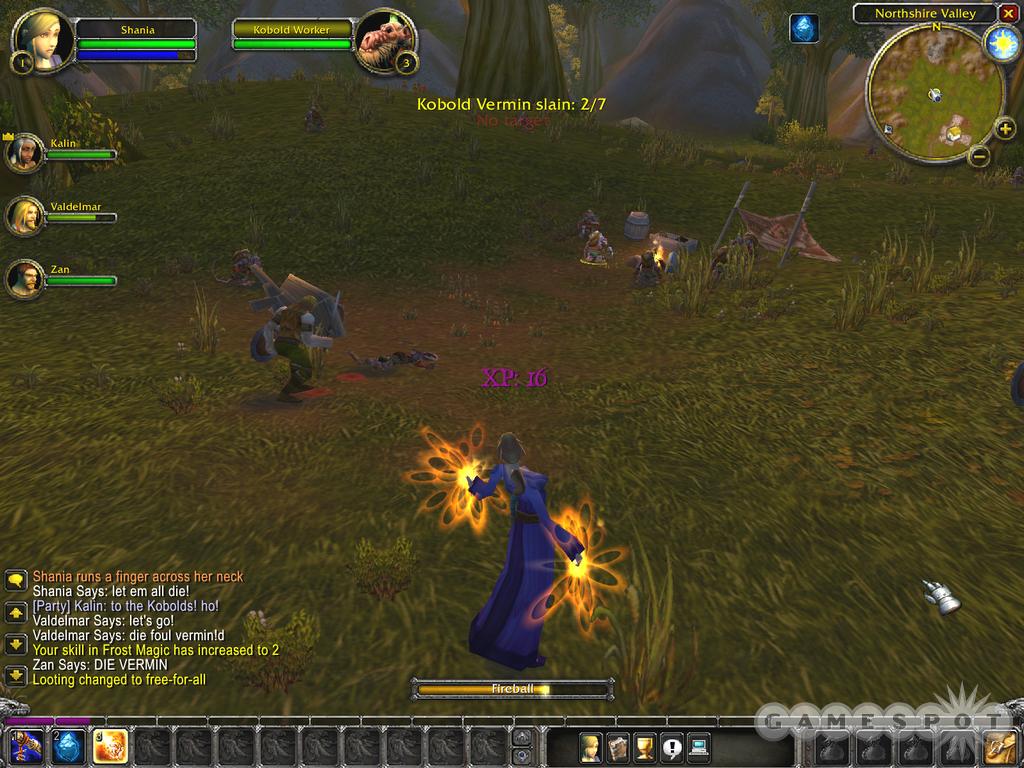 Shania
1
Kobold Worker
3
Northshire Valley
N
Kobold Vermin slain: 2/7
No target
Kalin
Valdelmar
Zan
XP: 16
Shania runs a finger across her neck
Shania Says: let em all die!
[Party] Kalin: to the Kobolds! ho!
Valdelmar Says: let's go!
Valdelmar Says: die foul vermin!d
Your skill in Frost Magic has increased to 2
Zan Says: DIE VERMIN
Looting changed to free-for-all
Fireball
2
3
GAMESPOT